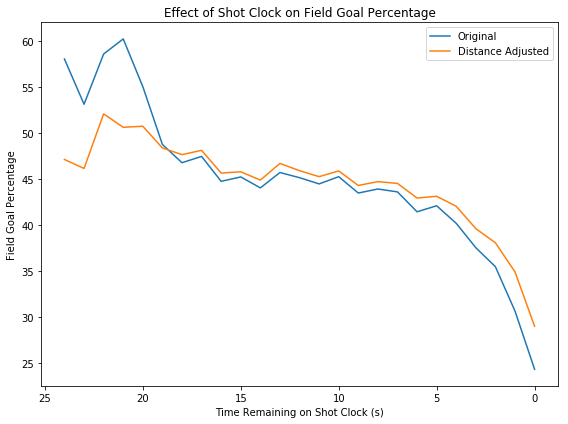 Effect of Shot Clock on Field Goal Percentage
Original
Distance Adjusted
Field Goal Percentage
60
55
50
45
40
35
30
25
25
20
15
10
5
0
Time Remaining on Shot Clock (s)